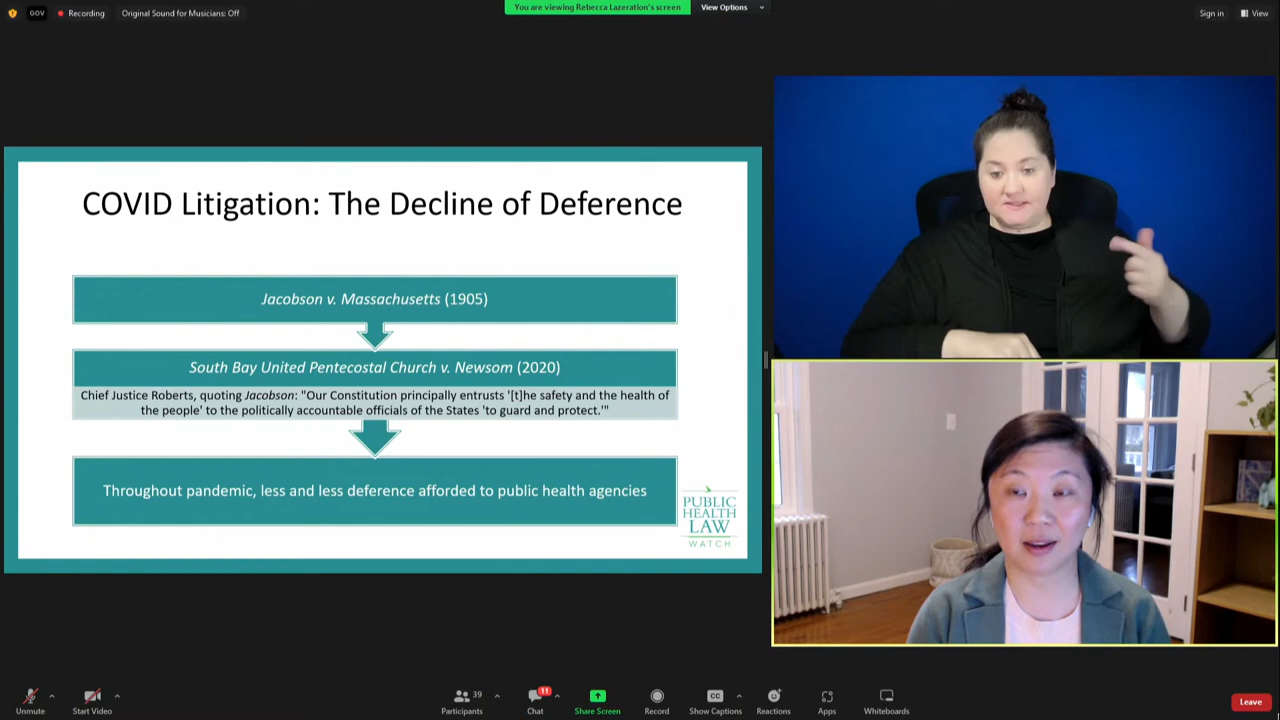 GOV
Recording
Original Sound for Musicians: Off
You are viewing Rebecca Lazeration's screen
View Options
Sign in
View
COVID Litigation: The Decline of Deference
Jacobson v. Massachusetts (1905)
South Bay United Pentecostal Church v. Newsom (2020)
Chief Justice Roberts, quoting Jacobson: "Our Constitution principally entrusts '[t]he safety and the health of
the people' to the politically accountable officials of the States 'to guard and protect.'"
Throughout pandemic, less and less deference afforded to public health agencies
PUBLIC
HEALTH
LAW
WATCH
Unmute
Start Video
39
Participants
11
Chat
Share Screen
Record
CC
Show Captions
Reactions
Apps
Whiteboards
Leave